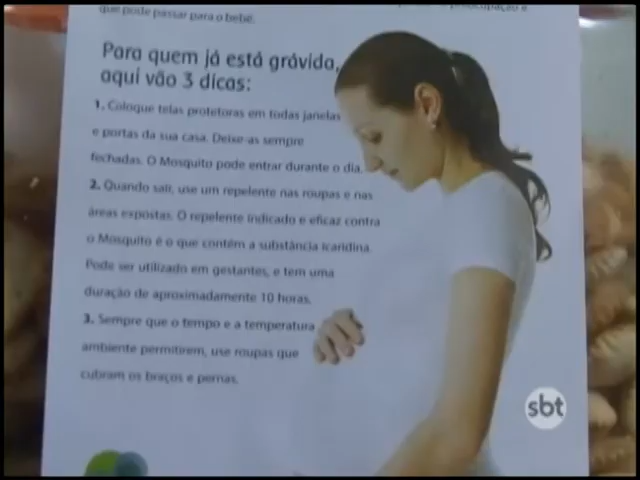 que pode passar para o bebê.
Para quem já está grávida,
aqui vão 3 dicas:
1. Coloque telas protetoras em todas janelas
e portas da sua casa. Deixe-as sempre
fechadas. O Mosquito pode entrar durante o dia.
2. Quando sair, use um repelente nas roupas e nas
áreas expostas. O repelente indicado e eficaz contra
o Mosquito é o que contém a substância Icaridina.
Pode ser utilizado em gestantes, e tem uma
duração de aproximadamente 10 horas.
3. Sempre que o tempo e a temperatura
ambiente permitirem, use roupas que
cubram os braços e pernas.
sbt